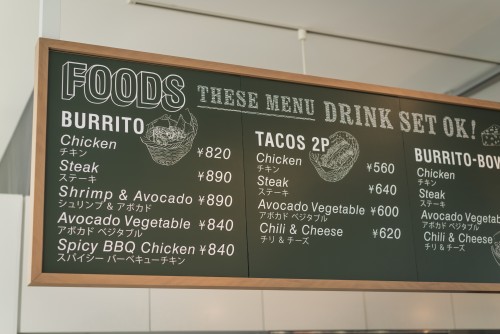 FOODS THESE MENU DRINK SET OK!
BURRITO
Chicken ¥820
チキン
Steak ¥890
ステーキ
Shrimp & Avocado ¥890
シュリンプ & アボカド
Avocado Vegetable ¥840
アボカド ベジタブル
Spicy BBQ Chicken ¥840
スパイシー バーベキューチキン
TACOS 2P
Chicken ¥560
チキン
Steak ¥640
ステーキ
Avocado Vegetable ¥600
アボカド ベジタブル
Chili & Cheese ¥620
チリ & チーズ
BURRITO-BOW
Chicken
チキン
Steak
ステーキ
Avocado Vegeta
アボカド ベジタブル
Chili & Cheese
チリ & チーズ